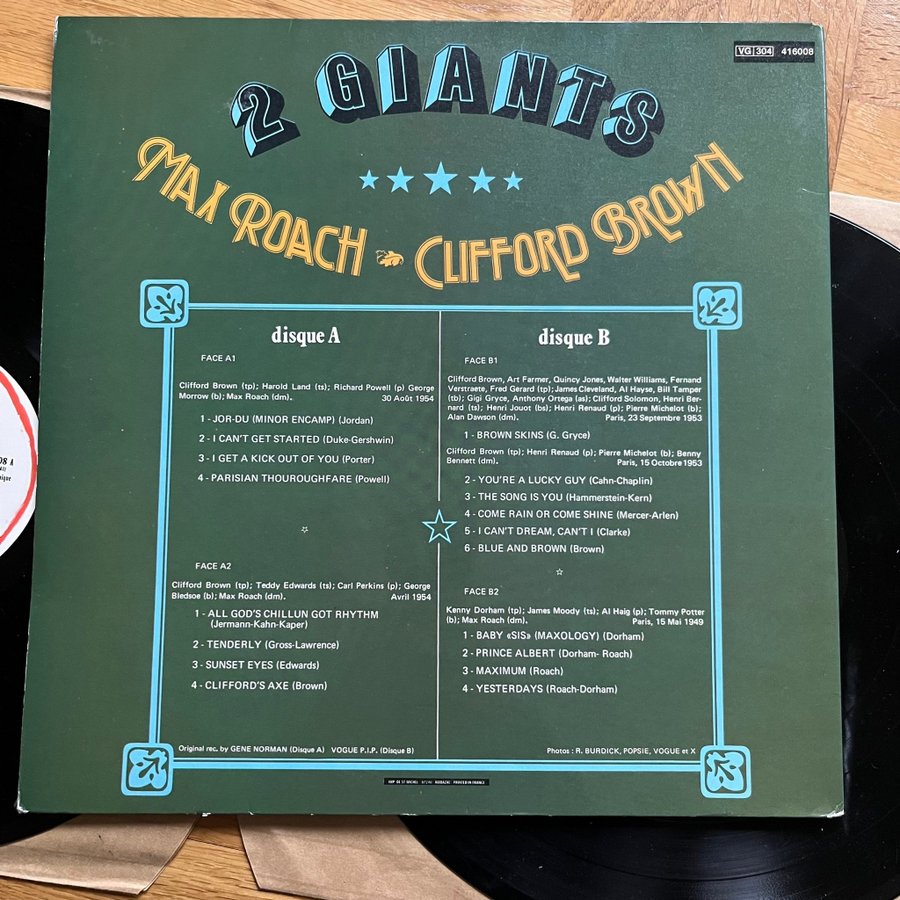 VG 304 416008
2 GIANTS
MAX ROACH CLIFFORD BROWN
disque A
FACE A1
Clifford Brown (tp); Harold Land (ts); Richard Powell (p) George
Morrow (b); Max Roach (dm). 30 Août 1954
1 - JOR-DU (MINOR ENCAMP) (Jordan)
2 - I CAN'T GET STARTED (Duke-Gershwin)
3 - I GET A KICK OUT OF YOU (Porter)
4 - PARISIAN THOUROUGHFARE (Powell)
FACE A2
Clifford Brown (tp); Teddy Edwards (ts); Carl Perkins (p); George
Bledsoe (b); Max Roach (dm). Avril 1954
1 - ALL GOD'S CHILLUN GOT RHYTHM
(Jermann-Kahn-Kaper)
2 - TENDERLY (Gross-Lawrence)
3 - SUNSET EYES (Edwards)
4 - CLIFFORD'S AXE (Brown)
Original rec. by GENE NORMAN (Disque A) VOGUE P.I.P. (Disque B)
disque B
FACE B1
Clifford Brown, Art Farmer, Quincy Jones, Walter Williams, Fernand
Verstraete, Fred Gerard (tp); James Cleveland, Al Hayse, Bill Tamper
(tb); Gigi Gryce, Anthony Ortega (as); Clifford Solomon, Henri Ber-
nard (ts); Henri Jouot (bs); Henri Renaud (p); Pierre Michelot (b);
Alan Dawson (dm). Paris, 23 Septembre 1953
1 - BROWN SKINS (G. Gryce)
Clifford Brown (tp); Henri Renaud (p); Pierre Michelot (b); Benny
Bennett (dm). Paris, 15 Octobre 1953
2 - YOU'RE A LUCKY GUY (Cahn-Chaplin)
3 - THE SONG IS YOU (Hammerstein-Kern)
4 - COME RAIN OR COME SHINE (Mercer-Arlen)
5 - I CAN'T DREAM, CAN'T I (Clarke)
6 - BLUE AND BROWN (Brown)
FACE B2
Kenny Dorham (tp); James Moody (ts); Al Haig (p); Tommy Potter
(b); Max Roach (dm). Paris, 15 Mai 1949
1 - BABY «SIS» (MAXOLOGY) (Dorham)
2 - PRINCE ALBERT (Dorham- Roach)
3 - MAXIMUM (Roach)
4 - YESTERDAYS (Roach-Dorham)
Photos : R. BURDICK, POPSIE, VOGUE et X
PRINTED IN FRANCE